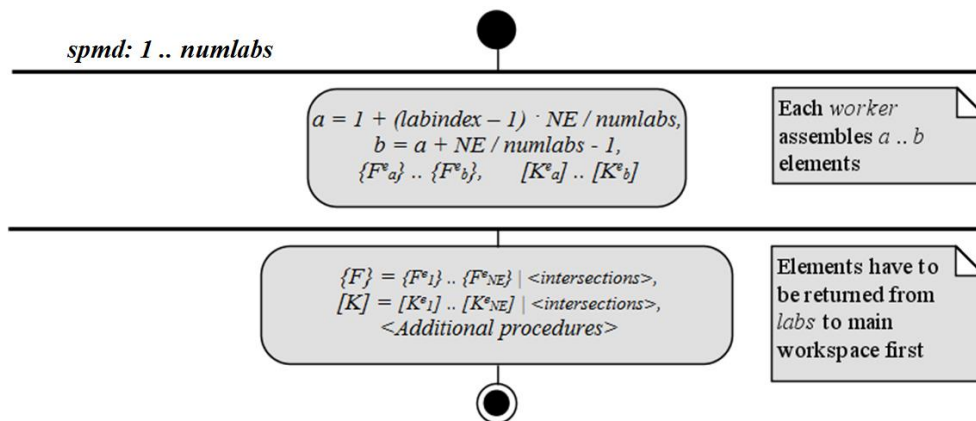 spmd: 1 .. numlabs
a = 1 + (labindex – 1) · NE / numlabs,
b = a + NE / numlabs - 1,
{Fᵉₐ} .. {Fᵉb}, [Kᵉₐ] .. [Kᵉb]
Each worker
assembles a .. b
elements
{F} = {Fᵉ₁} .. {FᵉNE} | <intersections>,
[K] = [Kᵉ₁] .. [KᵉNE] | <intersections>,
<Additional procedures>
Elements have to
be returned from
labs to main
workspace first